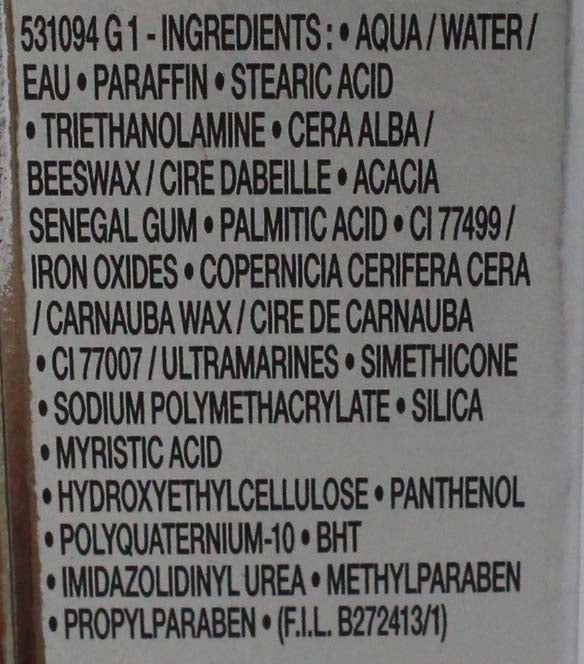 531094 G 1 - INGREDIENTS : • AQUA / WATER /
EAU • PARAFFIN • STEARIC ACID
• TRIETHANOLAMINE • CERA ALBA /
BEESWAX / CIRE DABEILLE • ACACIA
SENEGAL GUM • PALMITIC ACID • CI 77499 /
IRON OXIDES • COPERNICIA CERIFERA CERA
/ CARNAUBA WAX / CIRE DE CARNAUBA
• CI 77007 / ULTRAMARINES • SIMETHICONE
• SODIUM POLYMETHACRYLATE • SILICA
• MYRISTIC ACID
• HYDROXYETHYLCELLULOSE • PANTHENOL
• POLYQUATERNIUM-10 • BHT
• IMIDAZOLIDINYL UREA • METHYLPARABEN
• PROPYLPARABEN • (F.I.L. B272413/1)